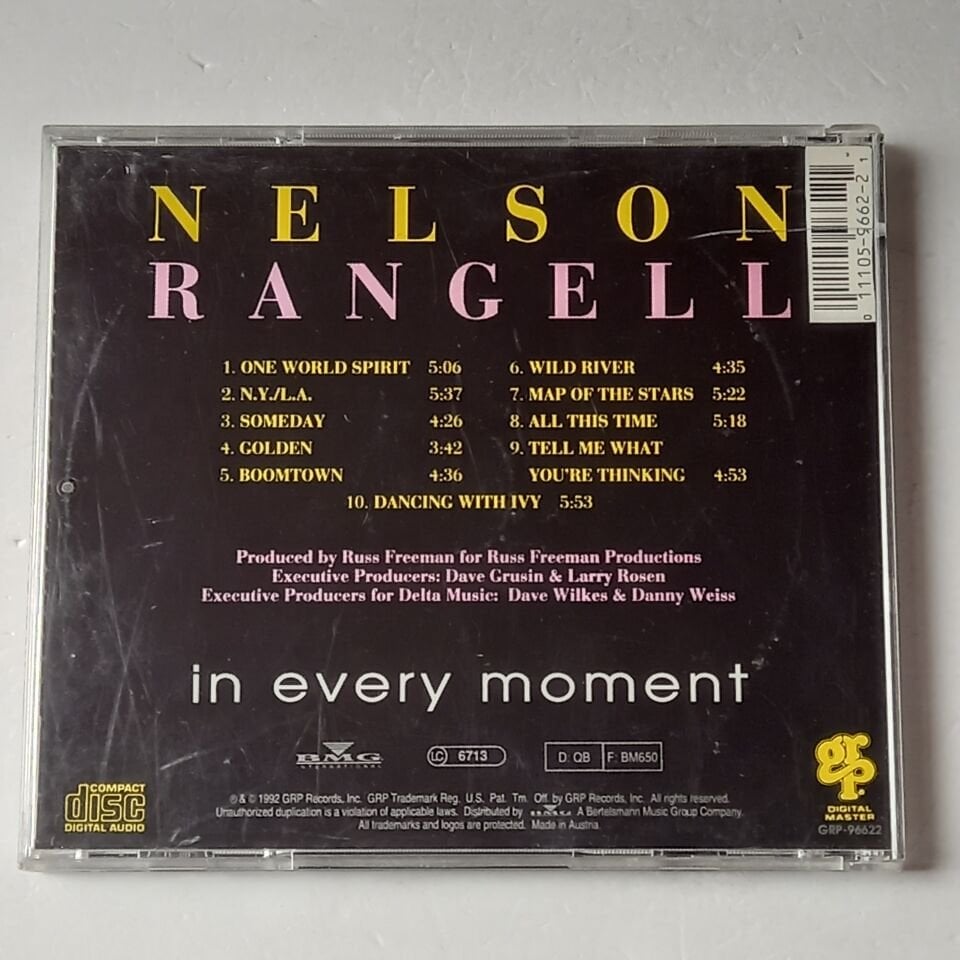 NELSON
RANGELL
0 11105-9662-2 1
1. ONE WORLD SPIRIT 5:06
2. N.Y./L.A. 5:37
3. SOMEDAY 4:26
4. GOLDEN 3:42
5. BOOMTOWN 4:36
6. WILD RIVER 4:35
7. MAP OF THE STARS 5:22
8. ALL THIS TIME 5:18
9. TELL ME WHAT
YOU'RE THINKING 4:53
10. DANCING WITH IVY 5:53
Produced by Russ Freeman for Russ Freeman Productions
Executive Producers: Dave Grusin & Larry Rosen
Executive Producers for Delta Music: Dave Wilkes & Danny Weiss
in every moment
BMG
INTERNATIONAL
LC 6713
D: QB F: BM650
COMPACT
disc
DIGITAL AUDIO
℗ & © 1992 GRP Records, Inc. GRP Trademark Reg. U.S. Pat. Tm. Off. by GRP Records, Inc. All rights reserved.
Unauthorized duplication is a violation of applicable laws. Distributed by BMG A Bertelsmann Music Group Company.
All trademarks and logos are protected. Made in Austria
grp
DIGITAL
MASTER
GRP-96622